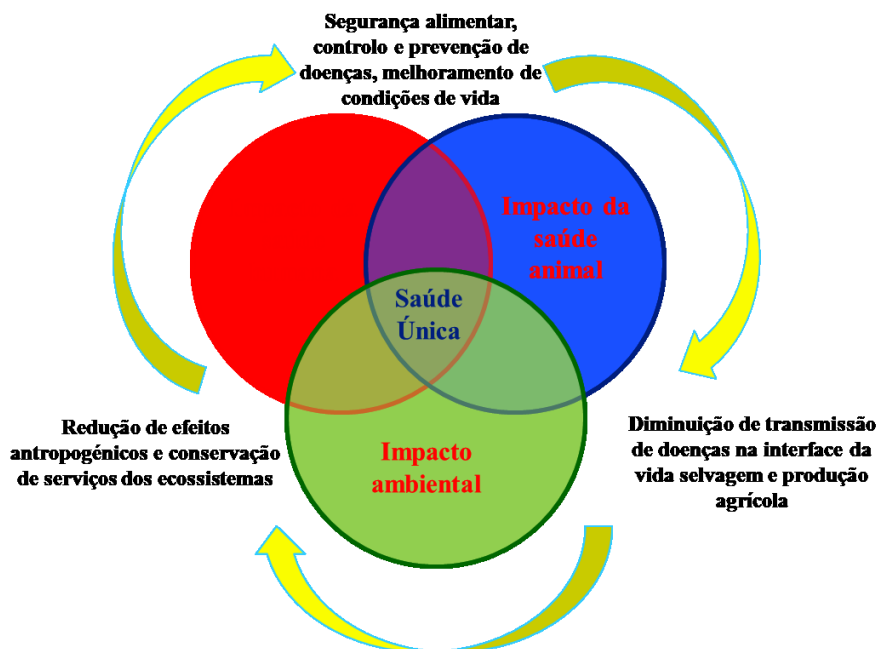 Segurança alimentar,
controlo e prevenção de
doenças, melhoramento de
condições de vida
Impacto da
saúde
animal
Saúde
Única
Redução de efeitos
antropogénicos e conservação
de serviços dos ecossistemas
Impacto
ambiental
Diminuição de transmissão
de doenças na interface da
vida selvagem e produção
agrícola